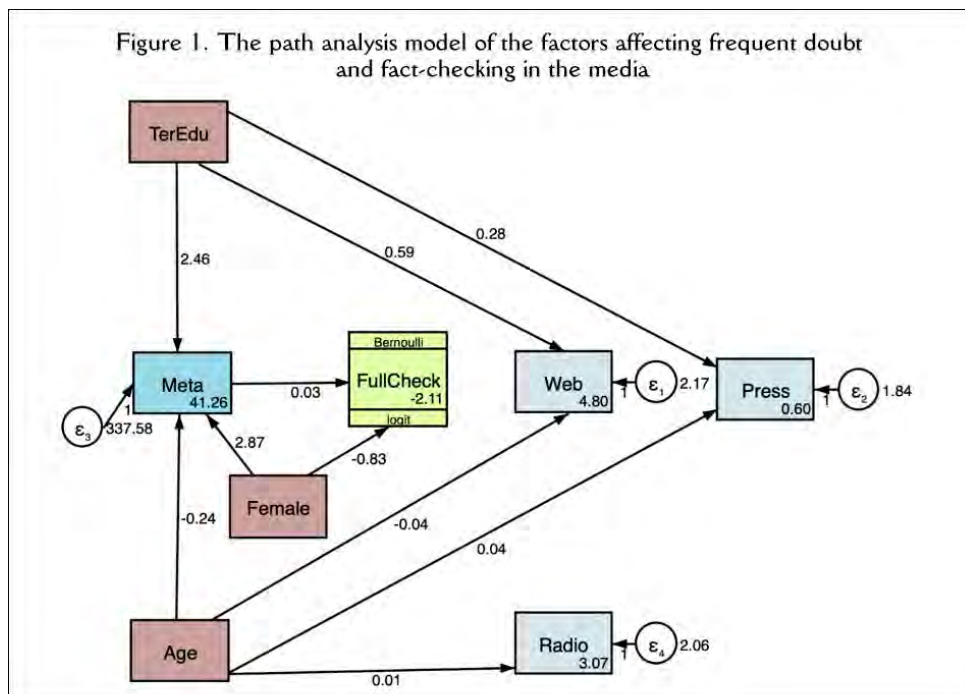 Figure 1. The path analysis model of the factors affecting frequent doubt
and fact-checking in the media
TerEdu
0.28
0.59
2.46
Bernoulli
FullCheck
-2.11
logit
Meta
41.26
0.03
Web
4.80
1
ε1
2.17
Press
0.60
1
ε2
1.84
1
ε3
337.58
2.87
-0.83
Female
-0.24
-0.04
0.04
Age
0.01
Radio
3.07
1
ε4
2.06